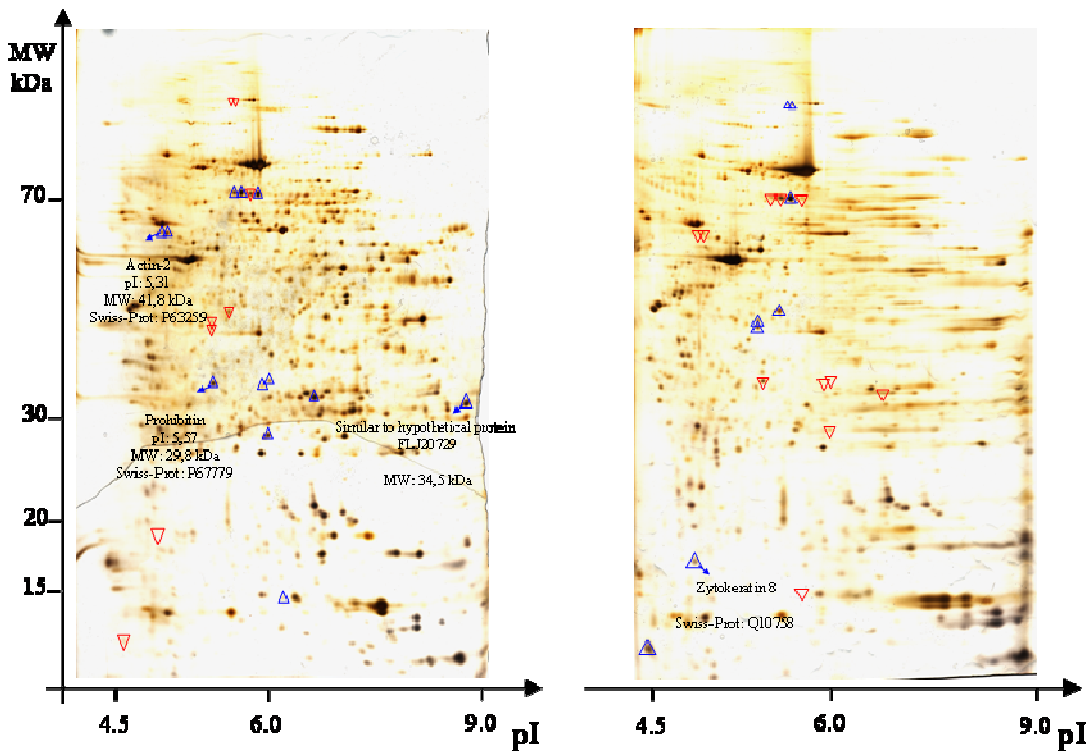 MW
kDa
70
30
20
15
Actin-2
pI: 5,31
MW: 41,8 kDa
Swiss-Prot: P63259
Prohibitin
pI: 5,57
MW: 29,8 kDa
Swiss-Prot: P67779
Similar to hypothetical protein
FLJ20729
MW: 34,5 kDa
4.5
6.0
9.0
pI
Zytokeratin 8
Swiss-Prot: Q10758
4.5
6.0
9.0
pI